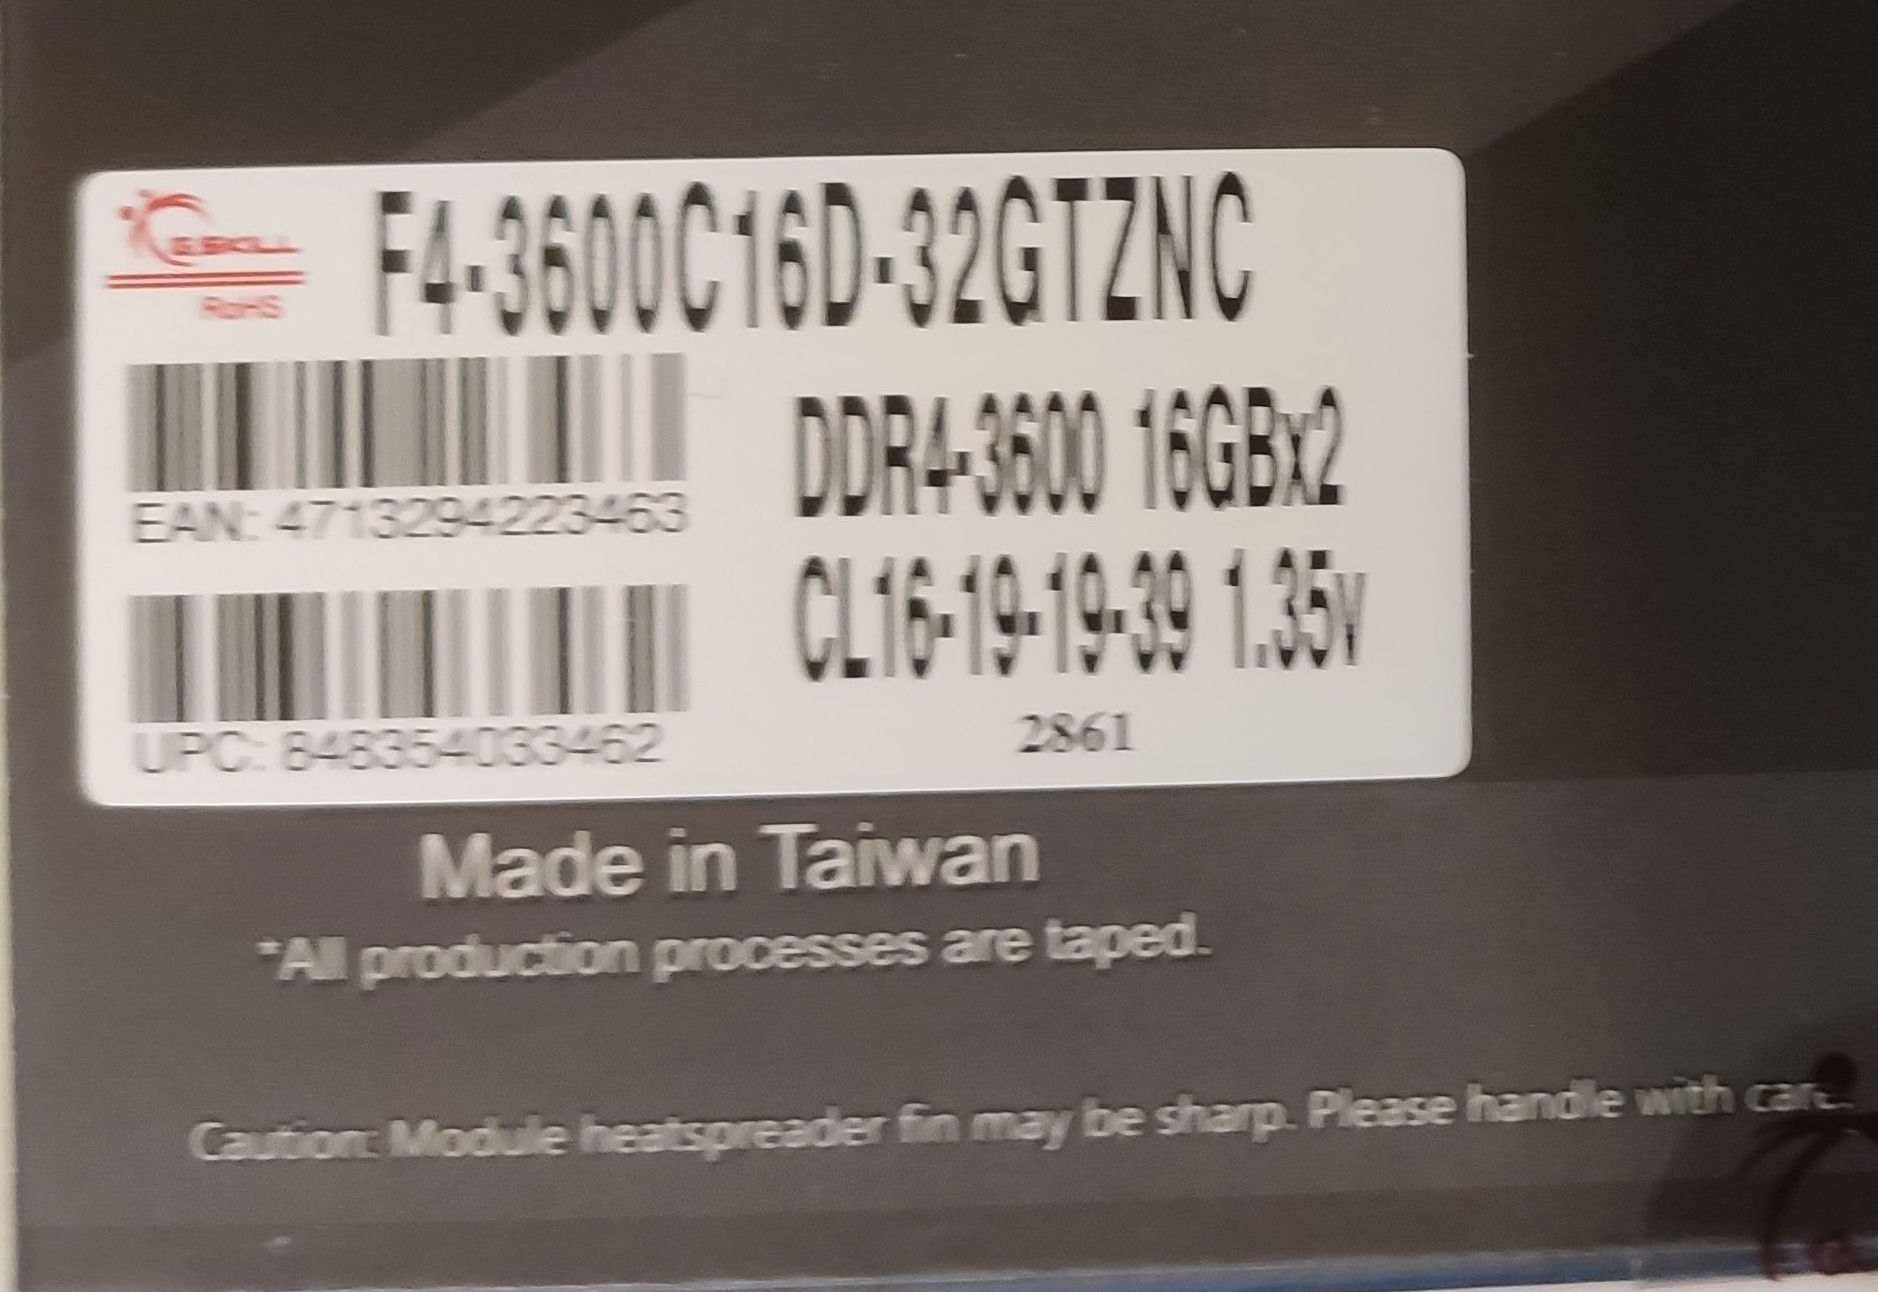 G.SKILL
RoHS
F4-3600C16D-32GTZNC
EAN: 4713294223463
DDR4-3600 16GBx2
CL16-19-19-39 1.35v
UPC: 848354033462
2861
Made in Taiwan
*All production processes are taped.
Caution: Module heatspreader fin may be sharp. Please handle with care.